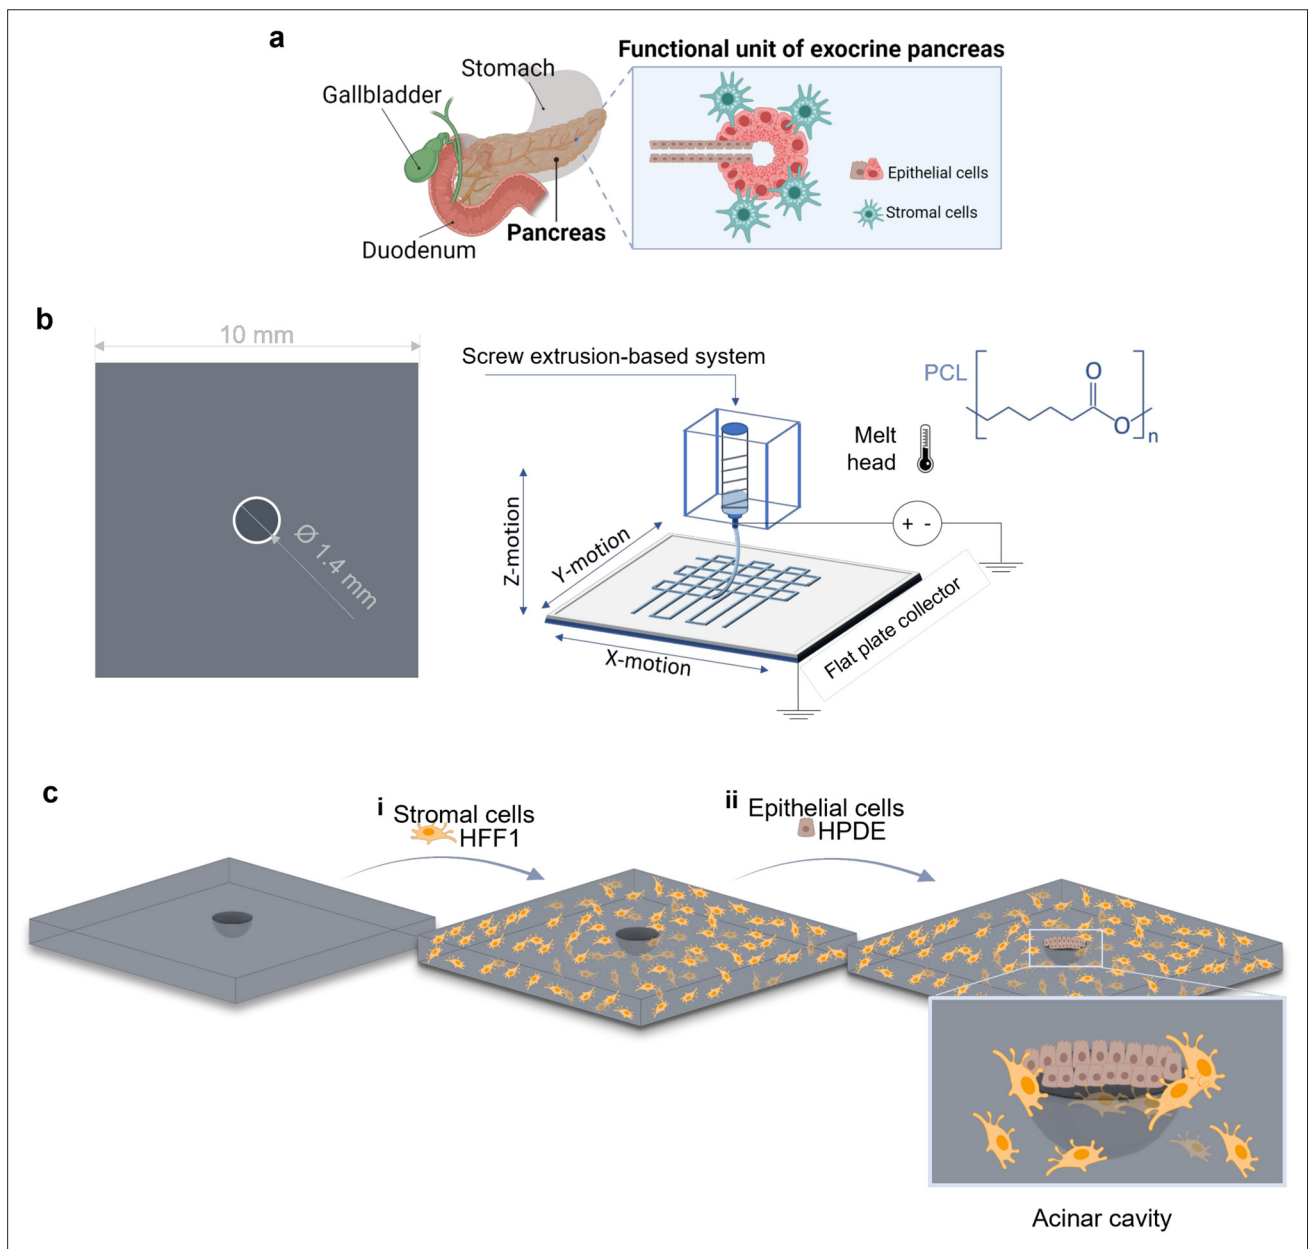 a
Functional unit of exocrine pancreas
Stomach
Gallbladder
Epithelial cells
Stromal cells
Pancreas
Duodenum
b
10 mm
Ø 1.4 mm
Screw extrusion-based system
PCL
O
O
n
Melt
head
+ -
Z-motion
Y-motion
X-motion
Flat plate collector
c
i
Stromal cells
HFF1
ii
Epithelial cells
HPDE
Acinar cavity